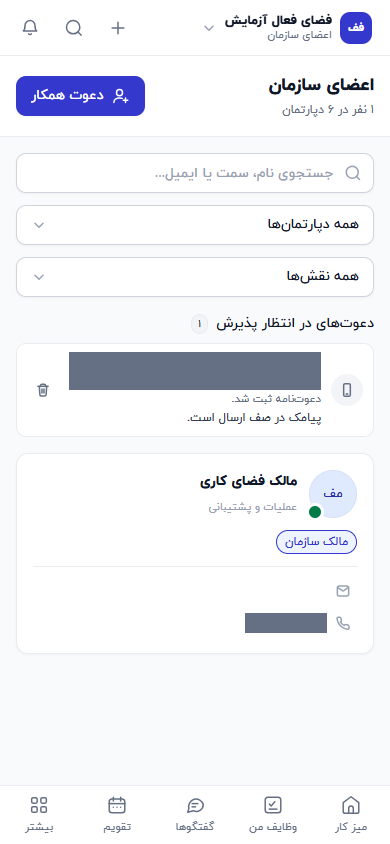 فف
فضای فعال آزمایش
اعضای سازمان
اعضای سازمان
۱ نفر در ۶ دپارتمان
دعوت همکار
جستجوی نام، سمت یا ایمیل...
همه دپارتمان‌ها
همه نقش‌ها
دعوت‌های در انتظار پذیرش ۱
دعوت‌نامه ثبت شد.
پیامک در صف ارسال است.
مف
مالک فضای کاری
عملیات و پشتیبانی
مالک سازمان
میز کار
وظایف من
گفتگوها
تقویم
بیشتر